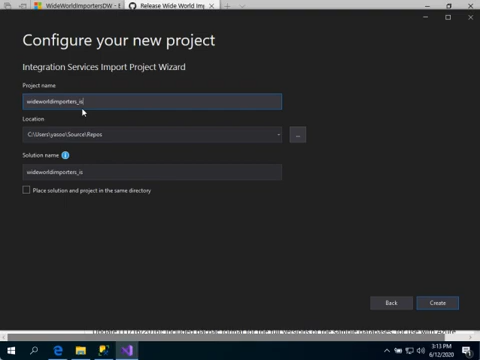 WideWorldImportersDW - 
Release Wide World Imp
Configure your new project
Integration Services Import Project Wizard
Project name
wideworldimporters_is
Location
C:\Users\yasoo\Source\Repos
...
Solution name
wideworldimporters_is
Place solution and project in the same directory
Back
Create
3:13 PM
6/12/2020